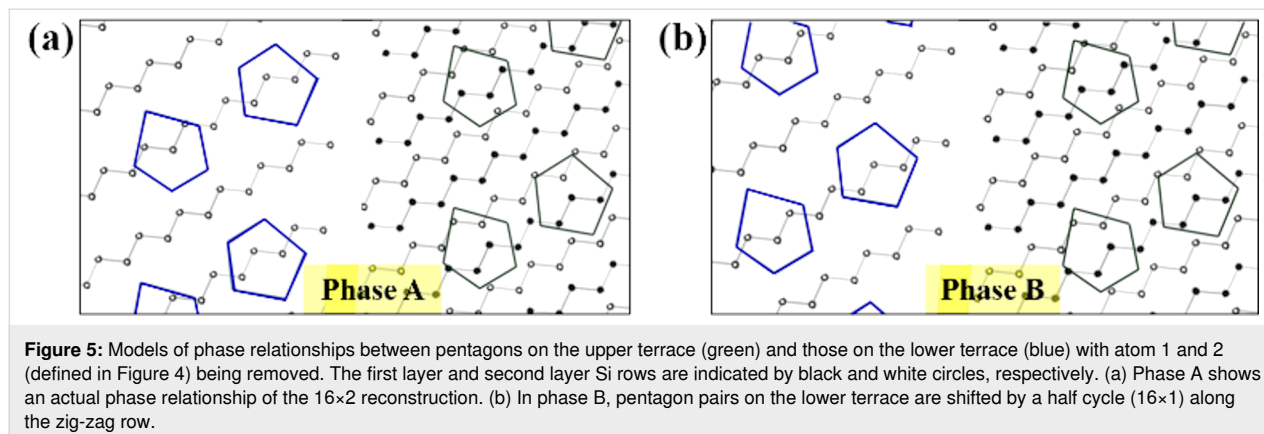 (a)
(b)
Phase A
Phase B
Figure 5: Models of phase relationships between pentagons on the upper terrace (green) and those on the lower terrace (blue) with atom 1 and 2
(defined in Figure 4) being removed. The first layer and second layer Si rows are indicated by black and white circles, respectively. (a) Phase A shows
an actual phase relationship of the 16×2 reconstruction. (b) In phase B, pentagon pairs on the lower terrace are shifted by a half cycle (16×1) along
the zig-zag row.